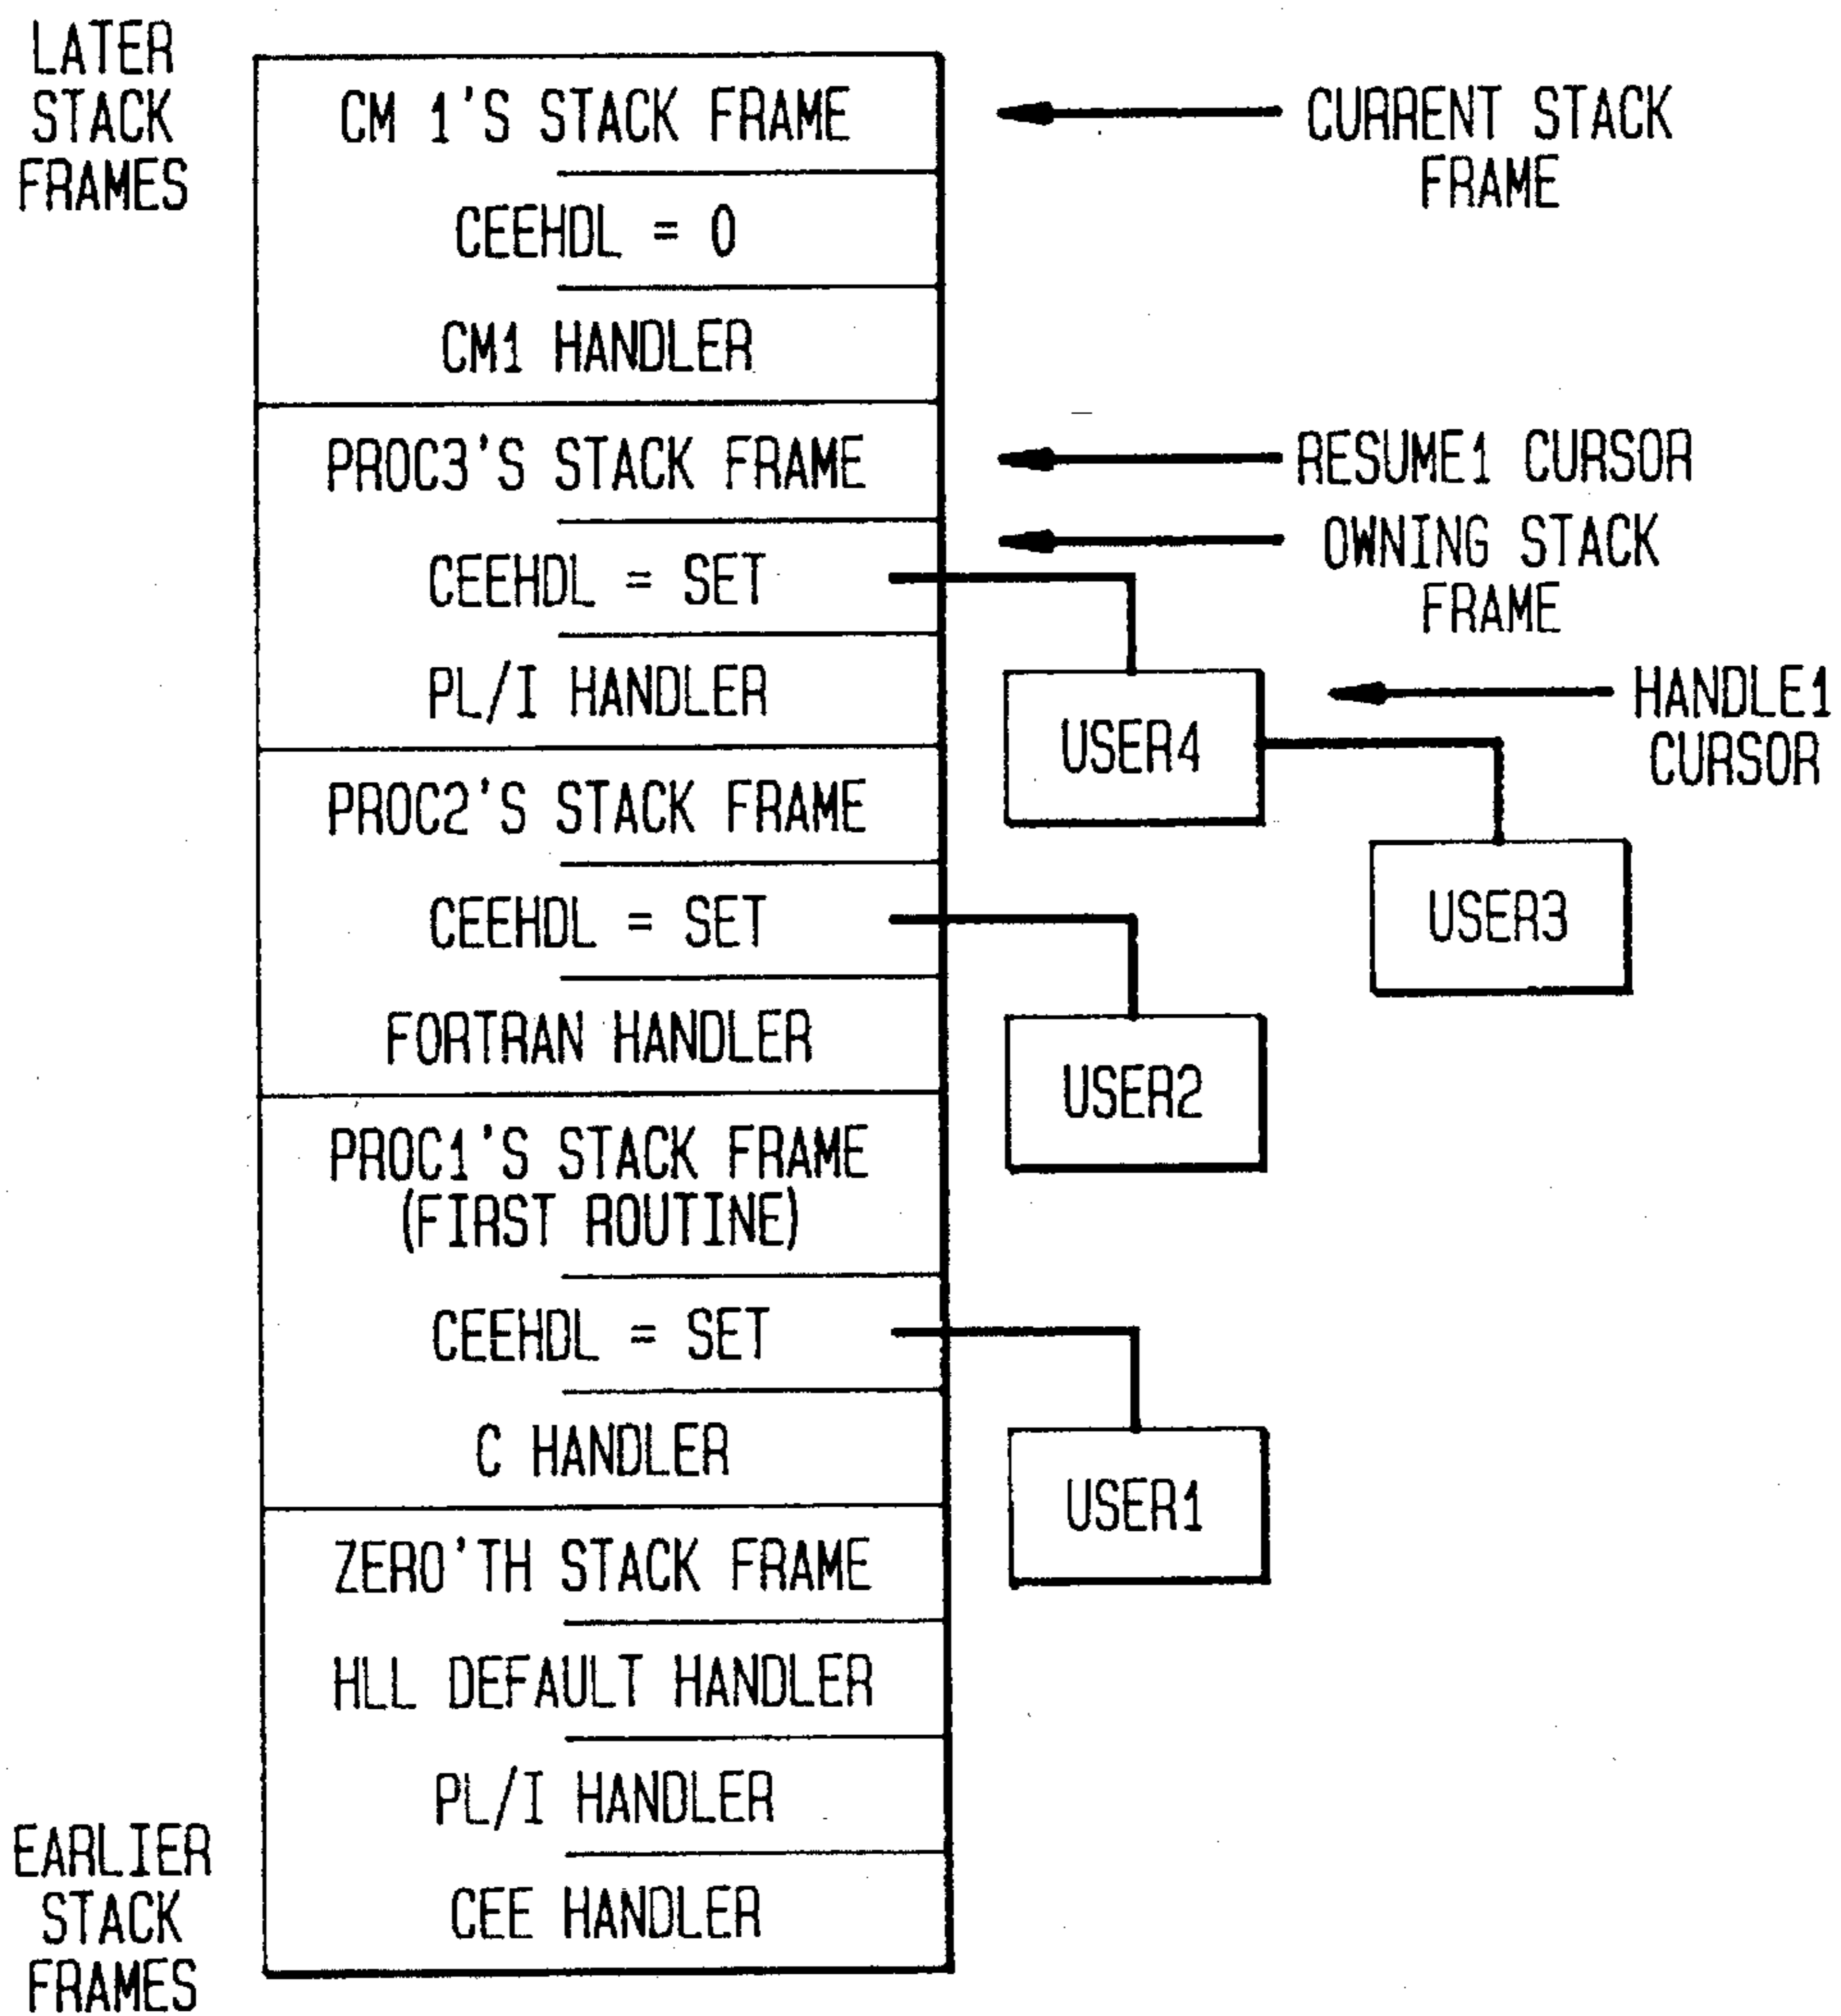 LATER
STACK
FRAMES
CM 1'S STACK FRAME
CURRENT STACK
FRAME
CEEHDL = 0
CM1 HANDLER
PROC3'S STACK FRAME
RESUME1 CURSOR
OWNING STACK
FRAME
CEEHDL = SET
PL/I HANDLER
USER4
HANDLE1
CURSOR
PROC2'S STACK FRAME
USER3
CEEHDL = SET
FORTRAN HANDLER
USER2
PROC1'S STACK FRAME
(FIRST ROUTINE)
CEEHDL = SET
C HANDLER
USER1
ZERO'TH STACK FRAME
HLL DEFAULT HANDLER
PL/I HANDLER
CEE HANDLER
EARLIER
STACK
FRAMES